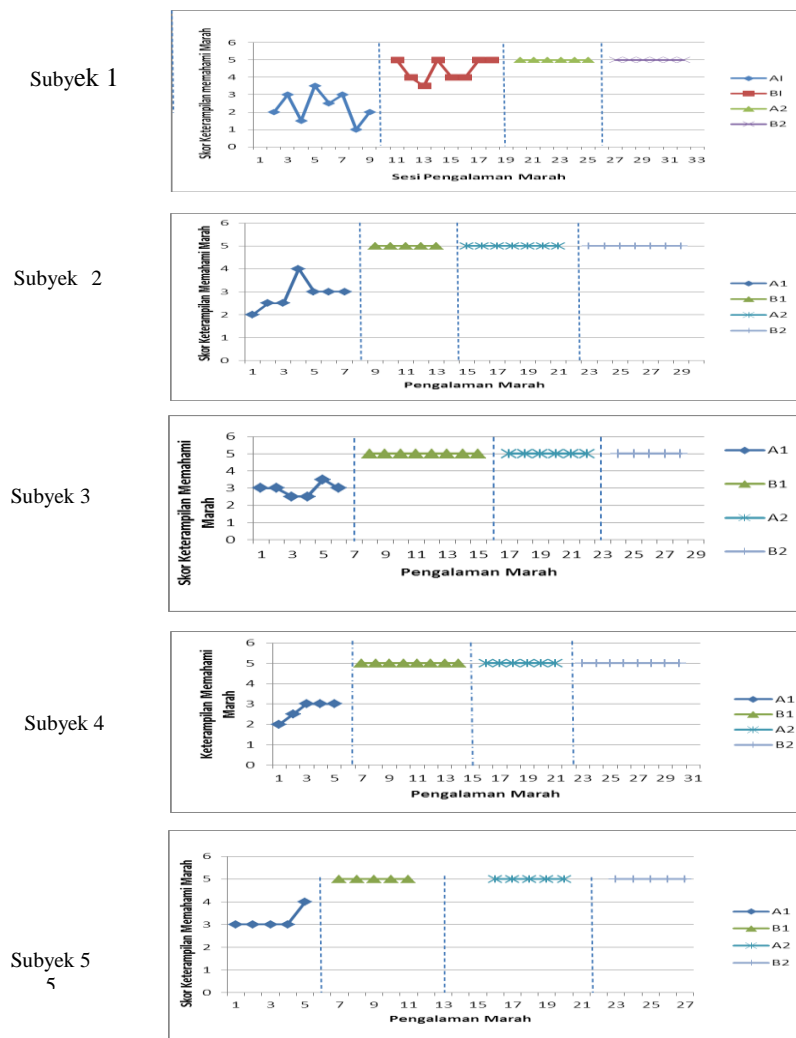 Subyek 1
Skor Keterampilan memahami Marah
6
5
4
3
2
1
0
1 3 5 7 9 11 13 15 17 19 21 23 25 27 29 31 33
Sesi Pengalaman Marah
AI
BI
A2
B2
Subyek 2
Skor Keterampilan Memahami Marah
6
5
4
3
2
1
0
1 3 5 7 9 11 13 15 17 19 21 23 25 27 29
Pengalaman Marah
A1
B1
A2
B2
Subyek 3
Skor Keterampilan Memahami
Marah
6
5
4
3
2
1
0
1 3 5 7 9 11 13 15 17 19 21 23 25 27 29
Pengalaman Marah
A1
B1
A2
B2
Subyek 4
Keterampilan Memahami
Marah
6
5
4
3
2
1
0
1 3 5 7 9 11 13 15 17 19 21 23 25 27 29 31
Pengalaman Marah
A1
B1
A2
B2
Subyek 5
5
Skor Keterampilan Memahami Marah
6
5
4
3
2
1
0
1 3 5 7 9 11 13 15 17 19 21 23 25 27
Pengalaman Marah
A1
B1
A2
B2